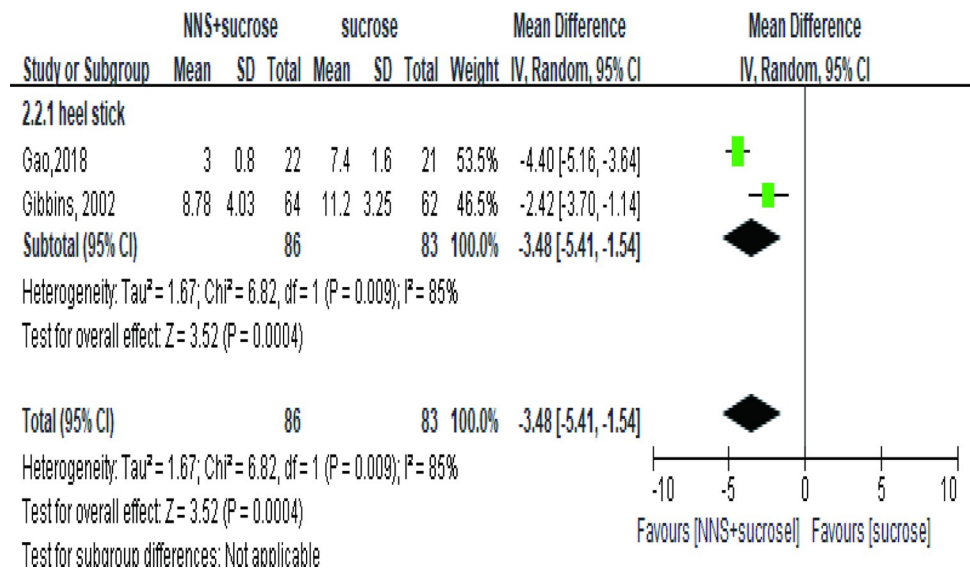 NNS+sucrose sucrose Mean Difference Mean Difference
Study or Subgroup Mean SD Total Mean SD Total Weight IV, Random, 95% CI IV, Random, 95% CI
2.2.1 heel stick
Gao,2018 3 0.8 22 7.4 1.6 21 53.5% -4.40 [-5.16, -3.64]
Gibbins, 2002 8.78 4.03 64 11.2 3.25 62 46.5% -2.42 [-3.70, -1.14]
Subtotal (95% CI) 86 83 100.0% -3.48 [-5.41, -1.54]
Heterogeneity: Tau² = 1.67; Chi² = 6.82, df = 1 (P = 0.009); I² = 85%
Test for overall effect: Z = 3.52 (P = 0.0004)
Total (95% CI) 86 83 100.0% -3.48 [-5.41, -1.54]
Heterogeneity: Tau² = 1.67; Chi² = 6.82, df = 1 (P = 0.009); I² = 85%
Test for overall effect: Z = 3.52 (P = 0.0004)
Test for subgroup differences: Not applicable
-10 -5 0 5 10
Favours [NNS+sucrosel] Favours [sucrose]